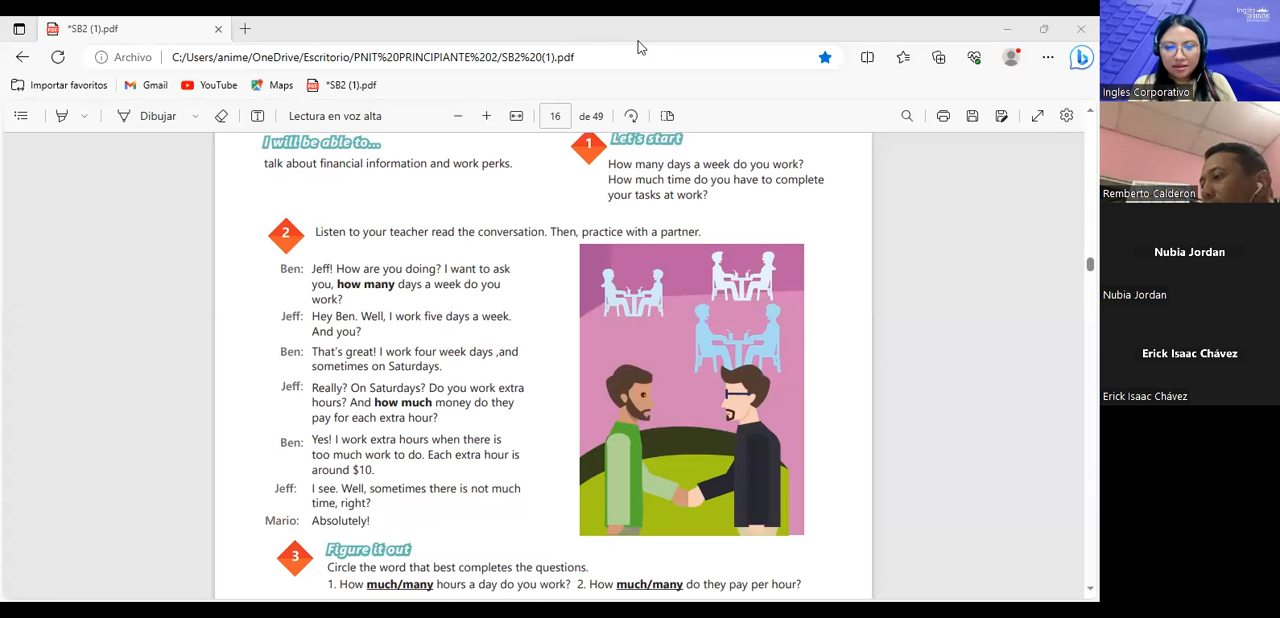 *SB2 (1).pdf
Archivo
C:/Users/anime/OneDrive/Escritorio/PNIT%20PRINCIPIANTE%202/SB2%20(1).pdf
Importar favoritos
Gmail
YouTube
Maps
*SB2 (1).pdf
Dibujar
Lectura en voz alta
16
de 49
I will be able to...
talk about financial information and work perks.
1
Let's start
How many days a week do you work?
How much time do you have to complete
your tasks at work?
2
Listen to your teacher read the conversation. Then, practice with a partner.
Ben: Jeff! How are you doing? I want to ask
you, how many days a week do you
work?
Jeff: Hey Ben. Well, I work five days a week.
And you?
Ben: That's great! I work four week days ,and
sometimes on Saturdays.
Jeff: Really? On Saturdays? Do you work extra
hours? And how much money do they
pay for each extra hour?
Ben: Yes! I work extra hours when there is
too much work to do. Each extra hour is
around $10.
Jeff: I see. Well, sometimes there is not much
time, right?
Mario: Absolutely!
3
Figure it out
Circle the word that best completes the questions.
1. How much/many hours a day do you work? 2. How much/many do they pay per hour?
Ingles Corporativo
Remberto Calderon
Nubia Jordan
Nubia Jordan
Erick Isaac Chávez
Erick Isaac Chávez